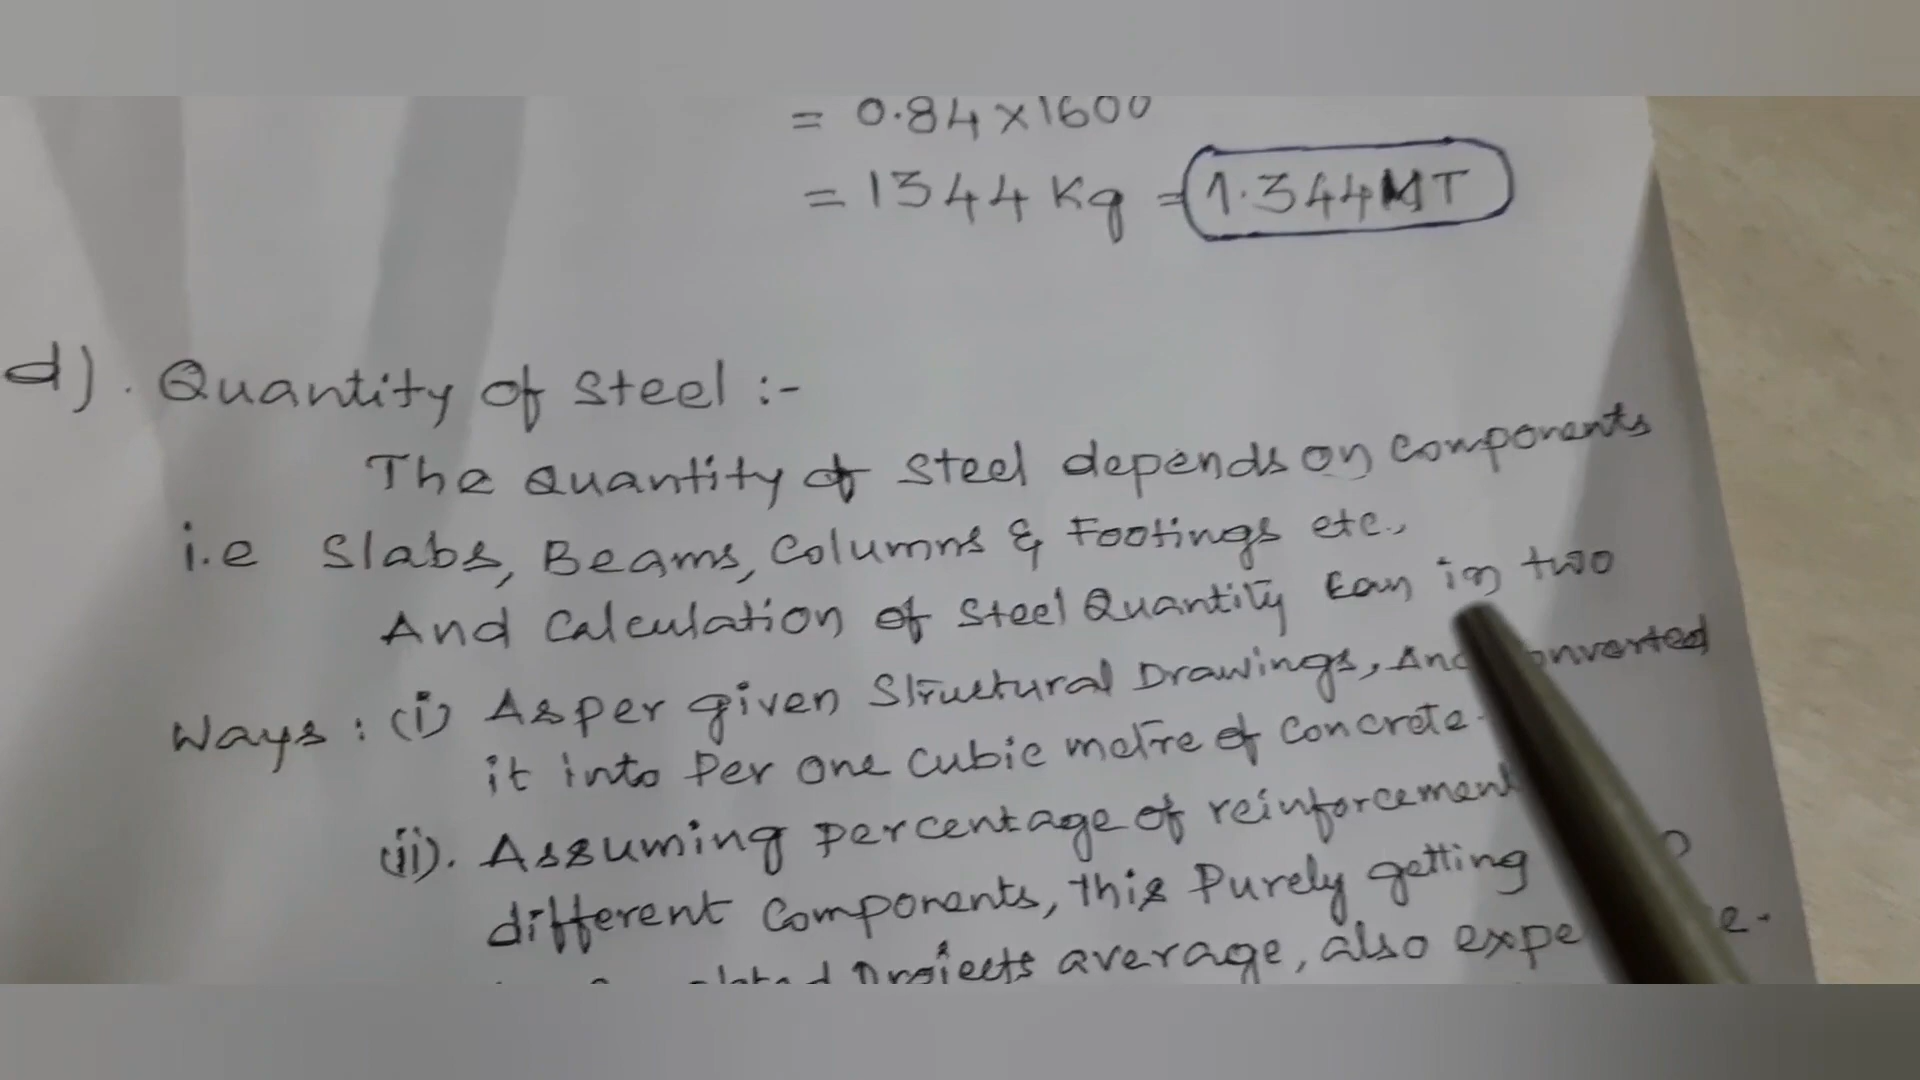 = 0.84 x 1600
= 1344 Kg = 1.344 MT
d). Quantity of Steel :-
The Quantity of Steel depends on Components
i.e Slabs, Beams, Columns & Footings etc.,
And Calculation of Steel Quantity can in two
Ways : (i) As per given Structural Drawings, And converted
it into Per one cubic metre of concrete.
(ii). Assuming percentage of reinforcement
different components, this Purely getting
Projects average, also